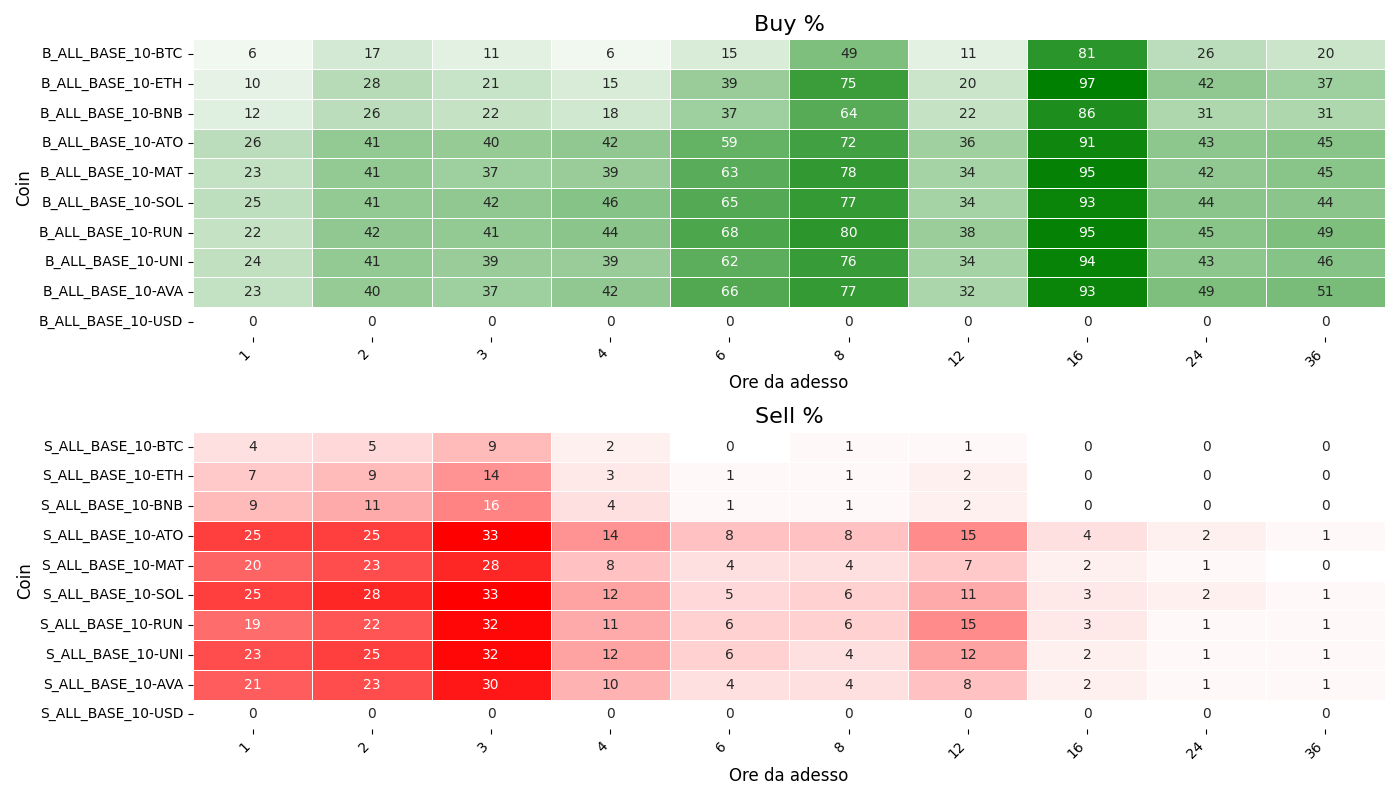 Buy %
Coin
B_ALL_BASE_10-BTC 6 17 11 6 15 49 11 81 26 20
B_ALL_BASE_10-ETH 10 28 21 15 39 75 20 97 42 37
B_ALL_BASE_10-BNB 12 26 22 18 37 64 22 86 31 31
B_ALL_BASE_10-ATO 26 41 40 42 59 72 36 91 43 45
B_ALL_BASE_10-MAT 23 41 37 39 63 78 34 95 42 45
B_ALL_BASE_10-SOL 25 41 42 46 65 77 34 93 44 44
B_ALL_BASE_10-RUN 22 42 41 44 68 80 38 95 45 49
B_ALL_BASE_10-UNI 24 41 39 39 62 76 34 94 43 46
B_ALL_BASE_10-AVA 23 40 37 42 66 77 32 93 49 51
B_ALL_BASE_10-USD 0 0 0 0 0 0 0 0 0 0
1 2 3 4 6 8 12 16 24 36
Ore da adesso
Sell %
Coin
S_ALL_BASE_10-BTC 4 5 9 2 0 1 1 0 0 0
S_ALL_BASE_10-ETH 7 9 14 3 1 1 2 0 0 0
S_ALL_BASE_10-BNB 9 11 16 4 1 1 2 0 0 0
S_ALL_BASE_10-ATO 25 25 33 14 8 8 15 4 2 1
S_ALL_BASE_10-MAT 20 23 28 8 4 4 7 2 1 0
S_ALL_BASE_10-SOL 25 28 33 12 5 6 11 3 2 1
S_ALL_BASE_10-RUN 19 22 32 11 6 6 15 3 1 1
S_ALL_BASE_10-UNI 23 25 32 12 6 4 12 2 1 1
S_ALL_BASE_10-AVA 21 23 30 10 4 4 8 2 1 1
S_ALL_BASE_10-USD 0 0 0 0 0 0 0 0 0 0
1 2 3 4 6 8 12 16 24 36
Ore da adesso